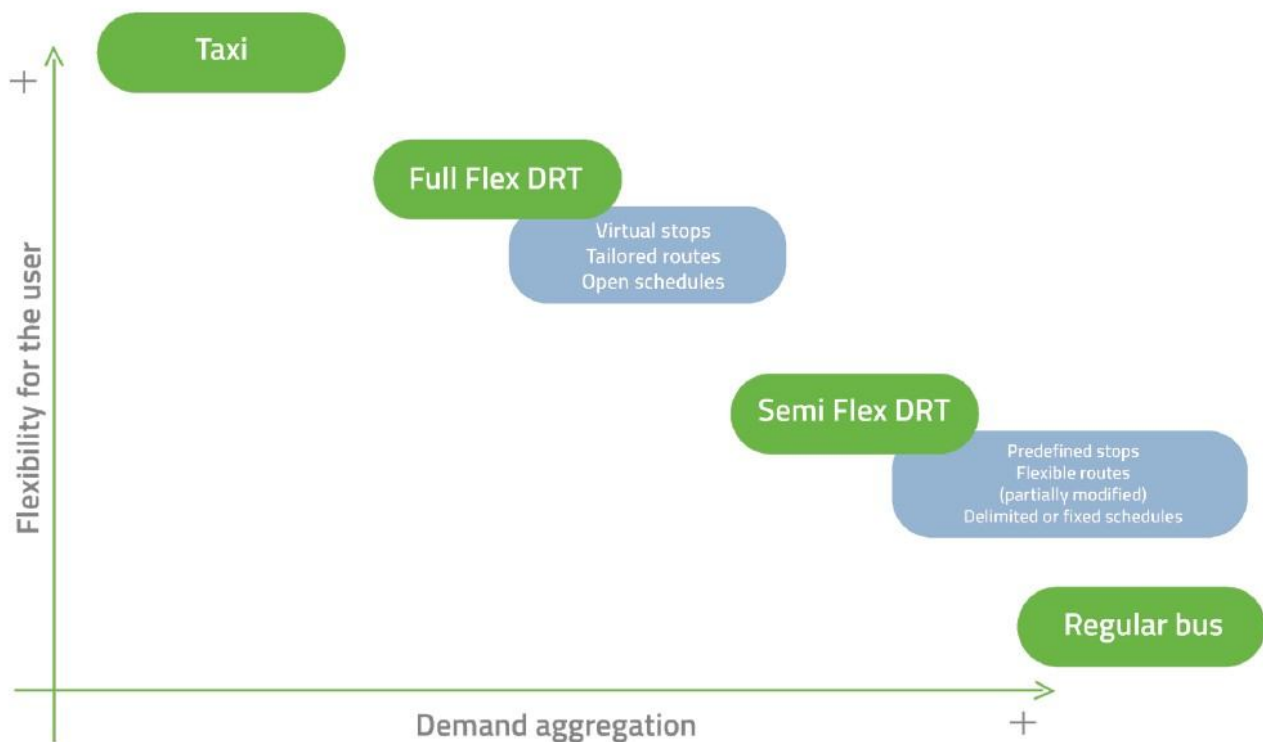 Taxi
+
Full Flex DRT
Virtual stops
Tailored routes
Open schedules
Flexibility for the user
Semi Flex DRT
Predefined stops
Flexible routes
(partially modified)
Delimited or fixed schedules
Regular bus
Demand aggregation
+